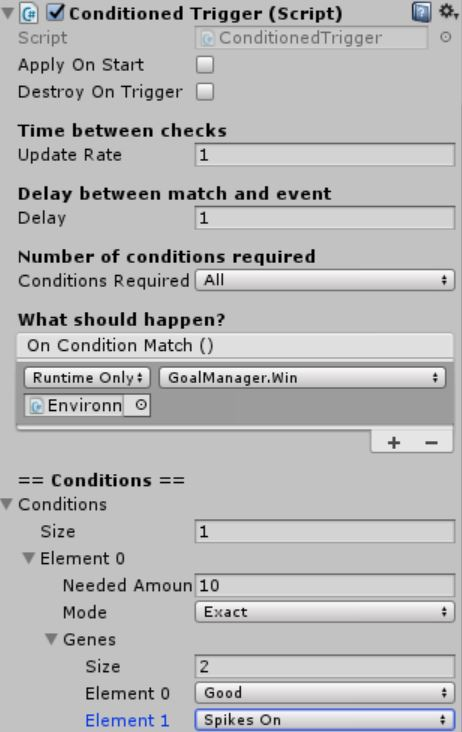 Conditioned Trigger (Script)
Script ConditionedTrigger
Apply On Start
Destroy On Trigger
Time between checks
Update Rate 1
Delay between match and event
Delay 1
Number of conditions required
Conditions Required All
What should happen?
On Condition Match ()
Runtime Only GoalManager.Win
Environn
+ −
== Conditions ==
Conditions
Size 1
Element 0
Needed Amoun 10
Mode Exact
Genes
Size 2
Element 0 Good
Element 1 Spikes On